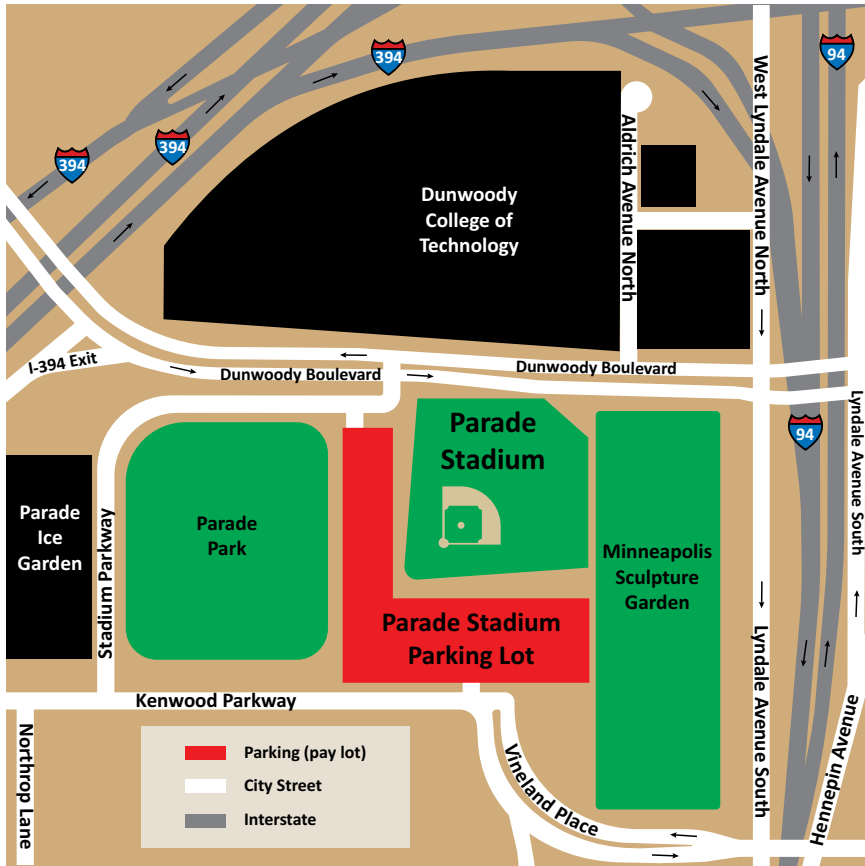 394
94
394
394
West Lyndale Avenue North
Aldrich Avenue North
Dunwoody
College of
Technology
I-394 Exit
Dunwoody Boulevard
Dunwoody Boulevard
Lyndale Avenue South
94
Parade
Stadium
Parade
Ice
Garden
Stadium Parkway
Parade
Park
Minneapolis
Sculpture
Garden
Parade Stadium
Parking Lot
Lyndale Avenue South
Kenwood Parkway
Northrop Lane
Parking (pay lot)
City Street
Interstate
Vineland Place
Hennepin Avenue